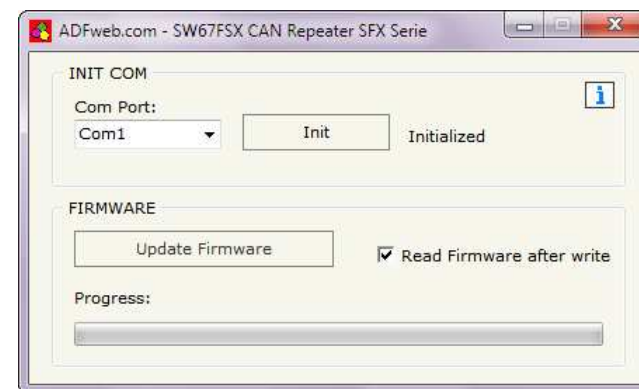 ADFweb.com - SW67FSX CAN Repeater SFX Serie
INIT COM
Com Port:
Com1
Init
Initialized
FIRMWARE
Update Firmware
Read Firmware after write
Progress: